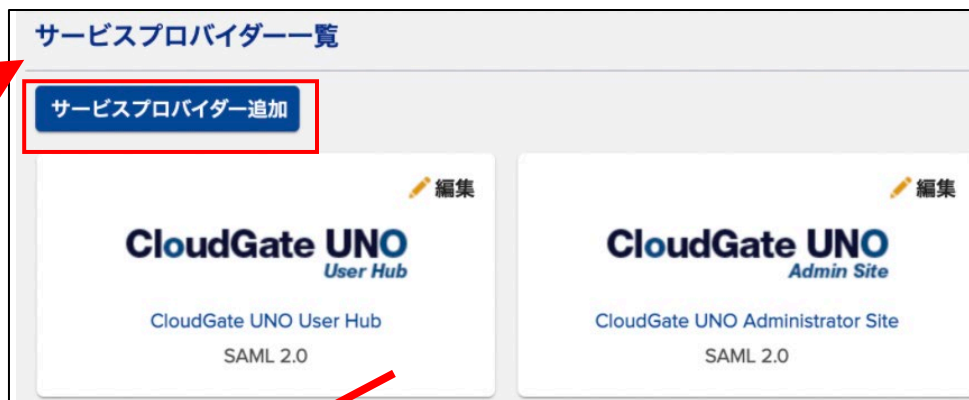 サービスプロバイダー一覧
サービスプロバイダー追加
編集
CloudGate UNO
User Hub
CloudGate UNO User Hub
SAML 2.0
編集
CloudGate UNO
Admin Site
CloudGate UNO Administrator Site
SAML 2.0